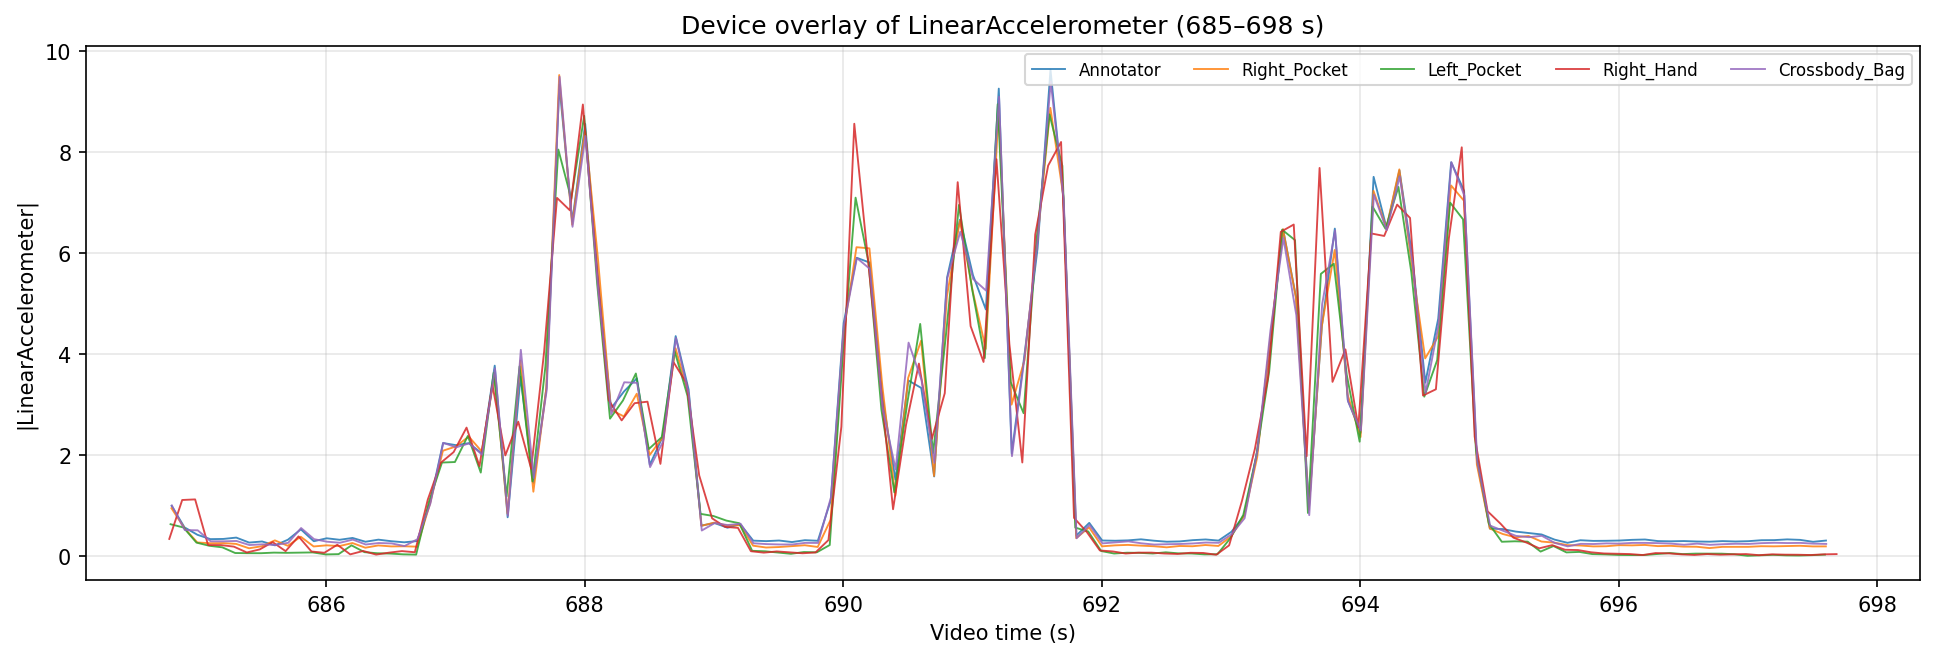 Device overlay of LinearAccelerometer (685–698 s)
Annotator Right_Pocket Left_Pocket Right_Hand Crossbody_Bag
|LinearAccelerometer|
10
8
6
4
2
0
686 688 690 692 694 696 698
Video time (s)